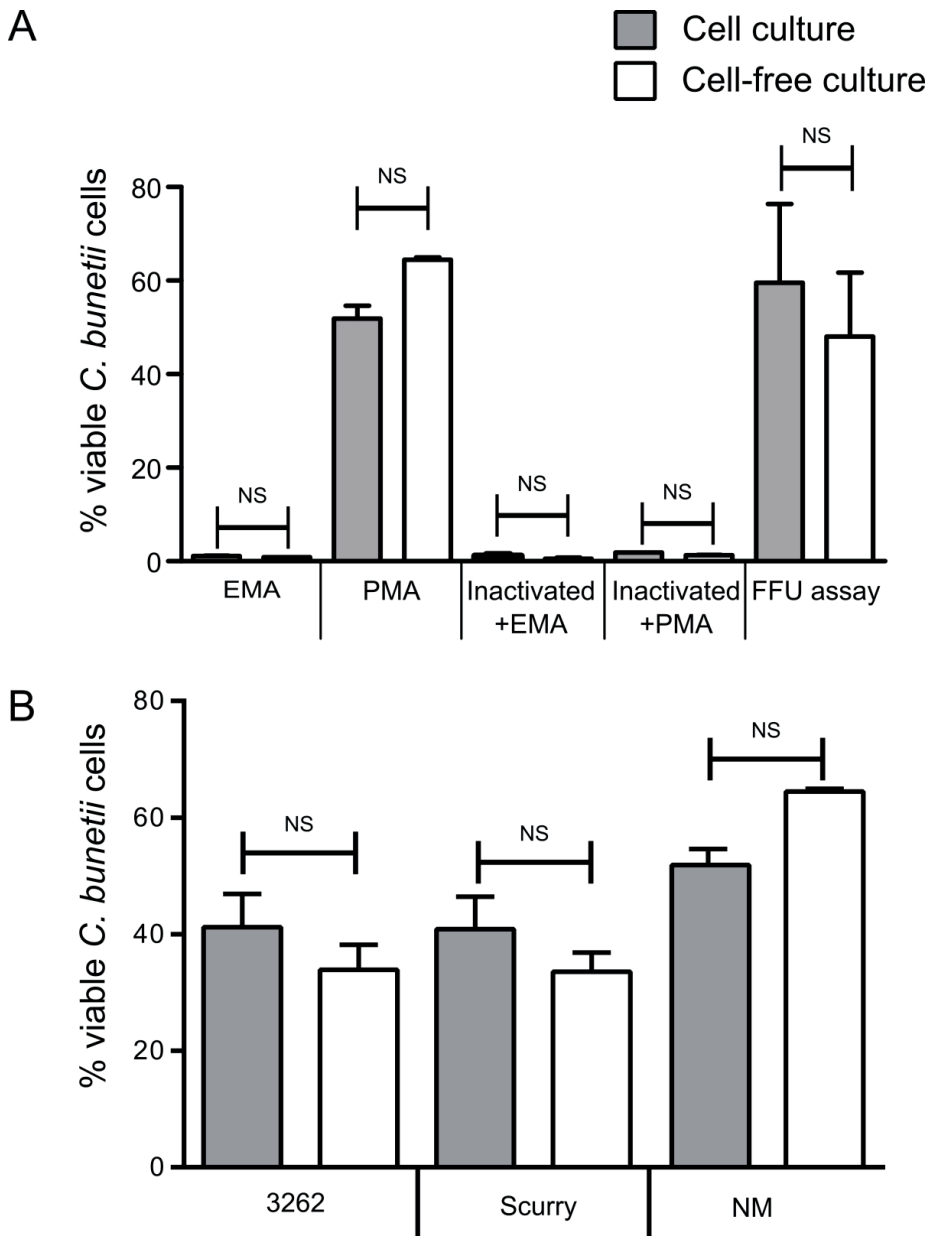 A
Cell culture
Cell-free culture
% viable C. bunetii cells
80
60
40
20
0
NS
NS
NS
NS
NS
EMA
PMA
Inactivated
+EMA
Inactivated
+PMA
FFU assay
B
% viable C. bunetii cells
80
60
40
20
0
NS
NS
NS
3262
Scurry
NM